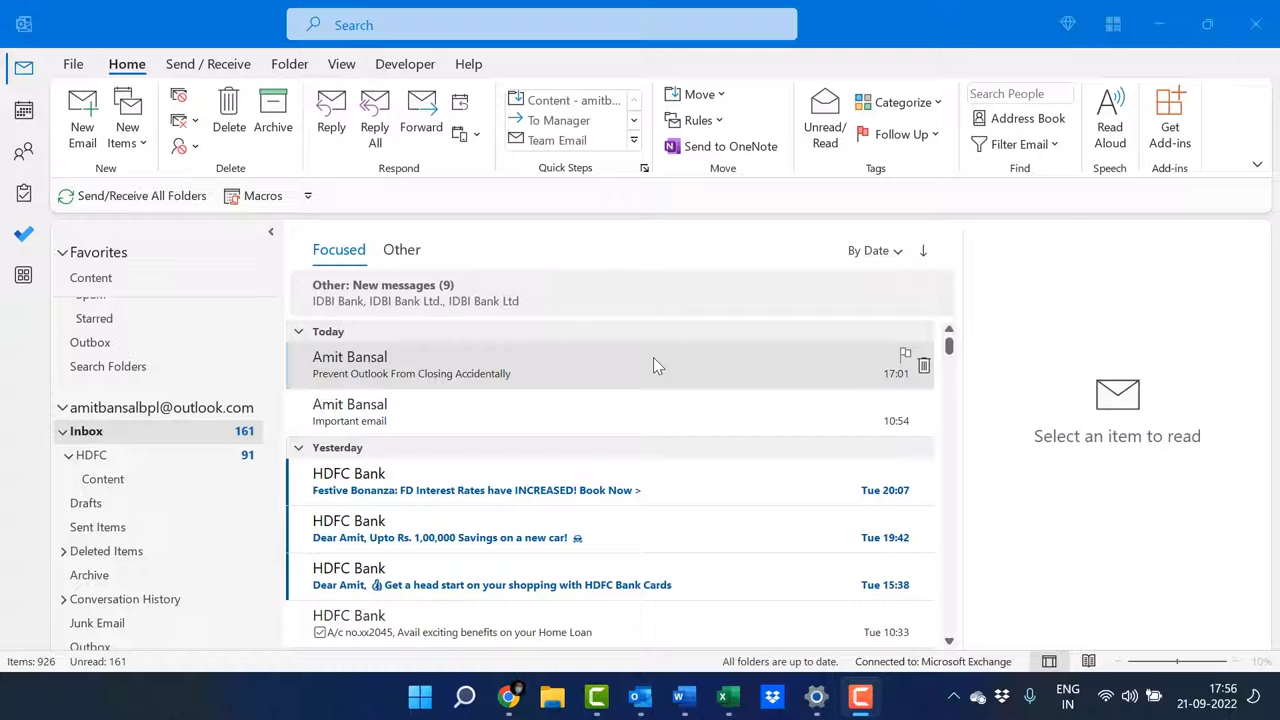 Search
File Home Send / Receive Folder View Developer Help
New Email
New Items
New
Delete
Archive
Delete
Reply
Reply All
Forward
Respond
Content - amitb...
To Manager
Team Email
Quick Steps
Move
Rules
Send to OneNote
Move
Unread/ Read
Categorize
Follow Up
Tags
Search People
Address Book
Filter Email
Find
Read Aloud
Speech
Get Add-ins
Add-ins
Send/Receive All Folders Macros
Favorites
Content
Spam
Starred
Outbox
Search Folders
amitbansalbpl@outlook.com
Inbox 161
HDFC 91
Content
Drafts
Sent Items
Deleted Items
Archive
Conversation History
Junk Email
Outbox
Focused Other By Date
Other: New messages (9)
IDBI Bank, IDBI Bank Ltd., IDBI Bank Ltd
Today
Amit Bansal
Prevent Outlook From Closing Accidentally 17:01
Amit Bansal
Important email 10:54
Yesterday
HDFC Bank
Festive Bonanza: FD Interest Rates have INCREASED! Book Now > Tue 20:07
HDFC Bank
Dear Amit, Upto Rs. 1,00,000 Savings on a new car! Tue 19:42
HDFC Bank
Dear Amit, 💰Get a head start on your shopping with HDFC Bank Cards Tue 15:38
HDFC Bank
A/c no.xx2045, Avail exciting benefits on your Home Loan Tue 10:33
Select an item to read
Items: 926 Unread: 161 All folders are up to date. Connected to: Microsoft Exchange 10%
ENG
IN
17:56
21-09-2022